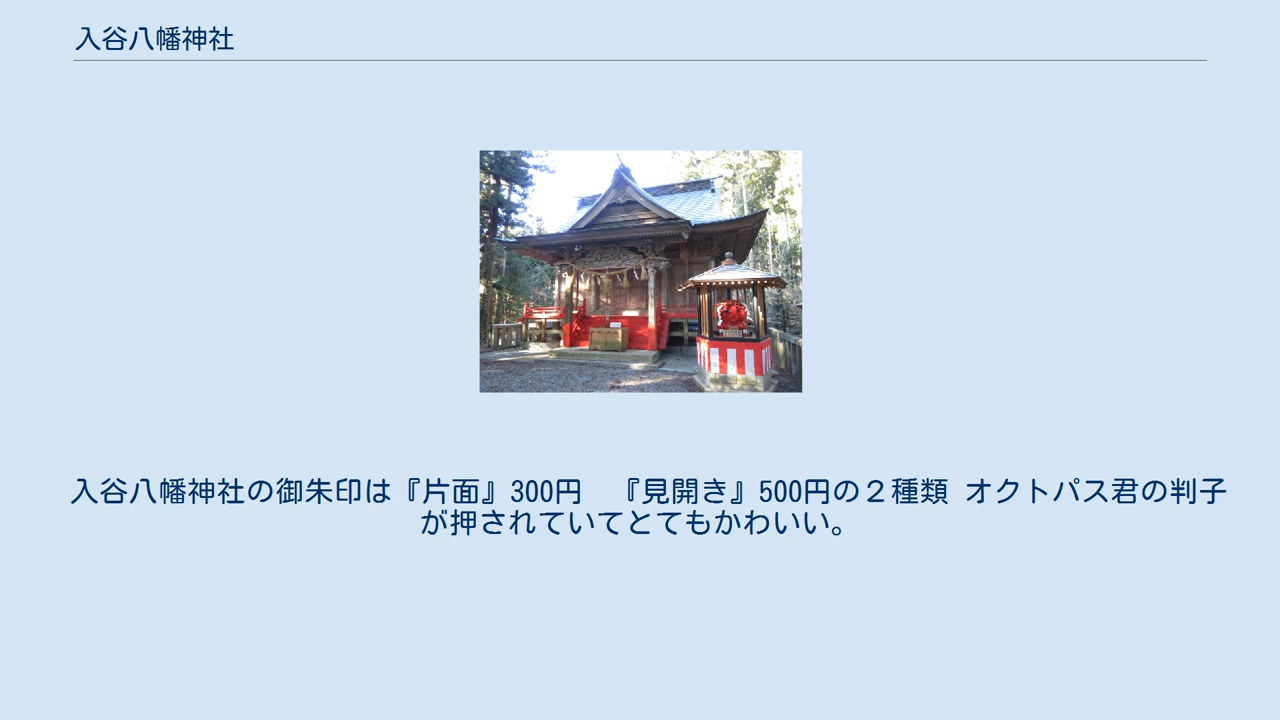 入谷八幡神社
入谷八幡神社の御朱印は『片面』300円　『見開き』500円の２種類 オクトパス君の判子
が押されていてとてもかわいい。